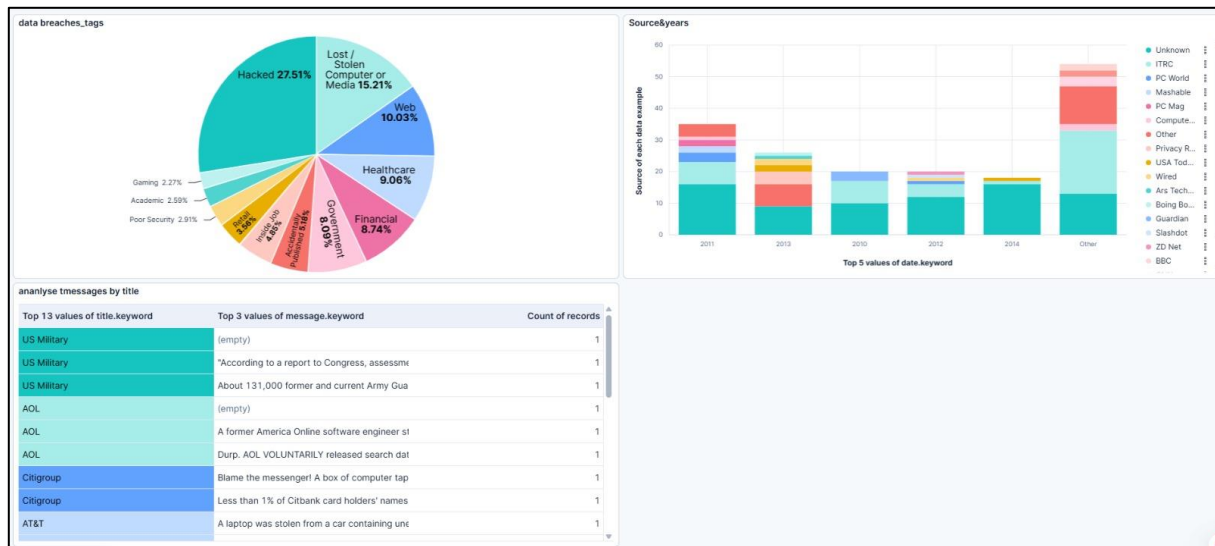 data breaches_tags
Hacked 27.51%
Lost /
Stolen
Computer or
Media 15.21%
Web
10.03%
Healthcare
9.06%
Financial
8.74%
Government
8.09%
Accidentally
Published 5.18%
Inside Job
4.85%
Retail
3.56%
Poor Security 2.91%
Academic 2.59%
Gaming 2.27%
Source&years
Source of each data example
60
50
40
30
20
10
0
2011
2013
2010
2012
2014
Other
Top 5 values of date.keyword
Unknown
ITRC
PC World
Mashable
PC Mag
Compute...
Other
Privacy R...
USA Tod...
Wired
Ars Tech...
Boing Bo...
Guardian
Slashdot
ZD Net
BBC
ananlyse tmessages by title
Top 13 values of title.keyword Top 3 values of message.keyword Count of records
US Military (empty) 1
US Military "According to a report to Congress, assessme 1
US Military About 131,000 former and current Army Gua 1
AOL (empty) 1
AOL A former America Online software engineer st 1
AOL Durp. AOL VOLUNTARILY released search dat 1
Citigroup Blame the messenger! A box of computer tap 1
Citigroup Less than 1% of Citbank card holders' names 1
AT&T A laptop was stolen from a car containing une 1